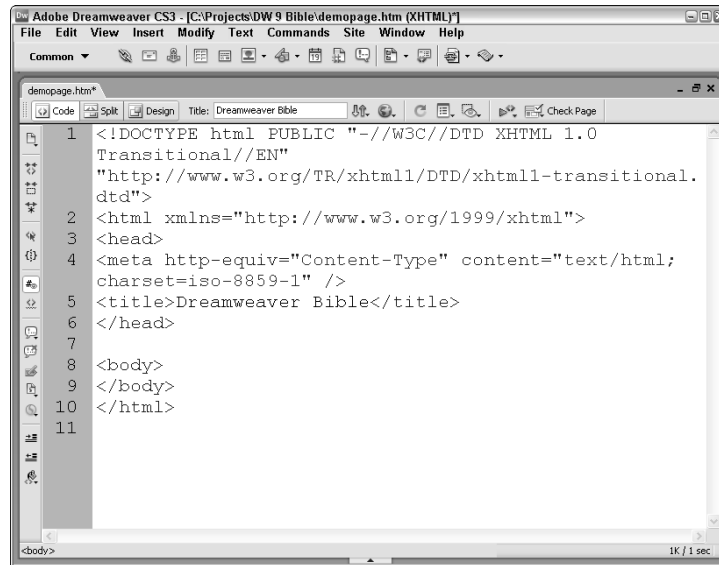 Dw Adobe Dreamweaver CS3 - [C:\Projects\DW 9 Bible\demopage.htm (XHTML)*]
File Edit View Insert Modify Text Commands Site Window Help
Common
demopage.htm*
Code Split Design Title: Dreamweaver Bible Check Page
1 <!DOCTYPE html PUBLIC "-//W3C//DTD XHTML 1.0
Transitional//EN"
"http://www.w3.org/TR/xhtml1/DTD/xhtml1-transitional.
dtd">
2 <html xmlns="http://www.w3.org/1999/xhtml">
3 <head>
4 <meta http-equiv="Content-Type" content="text/html;
charset=iso-8859-1" />
5 <title>Dreamweaver Bible</title>
6 </head>
7
8 <body>
9 </body>
10 </html>
11
<body> 1K / 1 sec